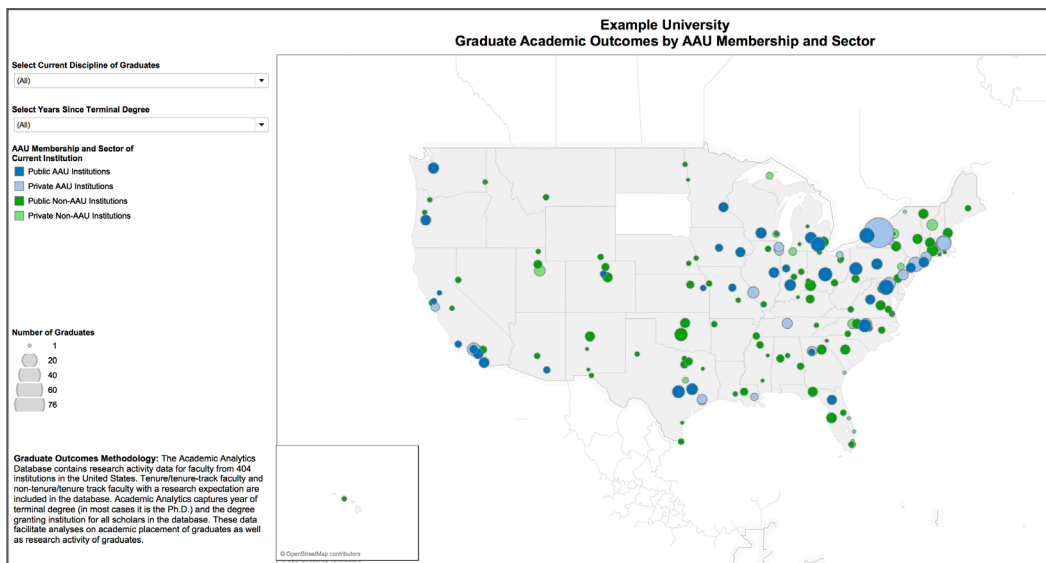 Example University
Graduate Academic Outcomes by AAU Membership and Sector
Select Current Discipline of Graduates
(All)
Select Years Since Terminal Degree
(All)
AAU Membership and Sector of
Current Institution
Public AAU Institutions
Private AAU Institutions
Public Non-AAU Institutions
Private Non-AAU Institutions
Number of Graduates
1
20
40
60
76
Graduate Outcomes Methodology: The Academic Analytics
Database contains research activity data for faculty from 404
institutions in the United States. Tenure/tenure-track faculty and
non-tenure/tenure track faculty with a research expectation are
included in the database. Academic Analytics captures year of
terminal degree (in most cases it is the Ph.D.) and the degree
granting institution for all scholars in the database. These data
facilitate analyses on academic placement of graduates as well
as research activity of graduates.
© OpenStreetMap contributors